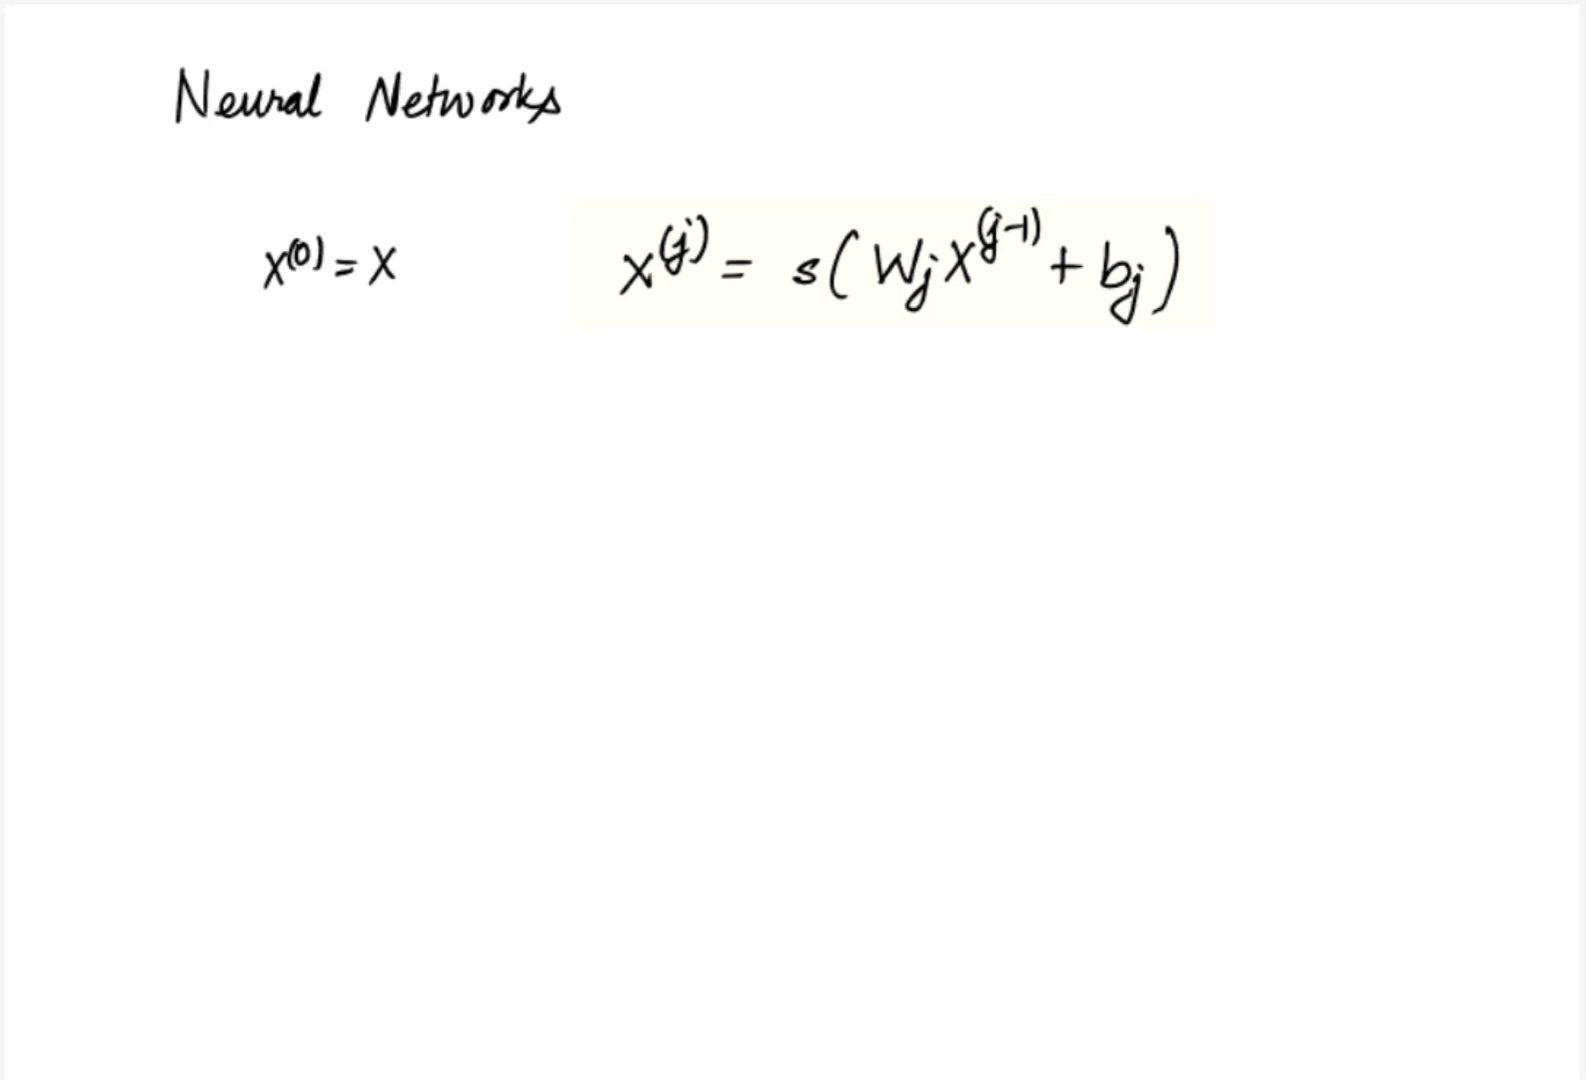 Neural Networks
x^(0) = x    x^(j) = s(W_j x^(j-1) + b_j)